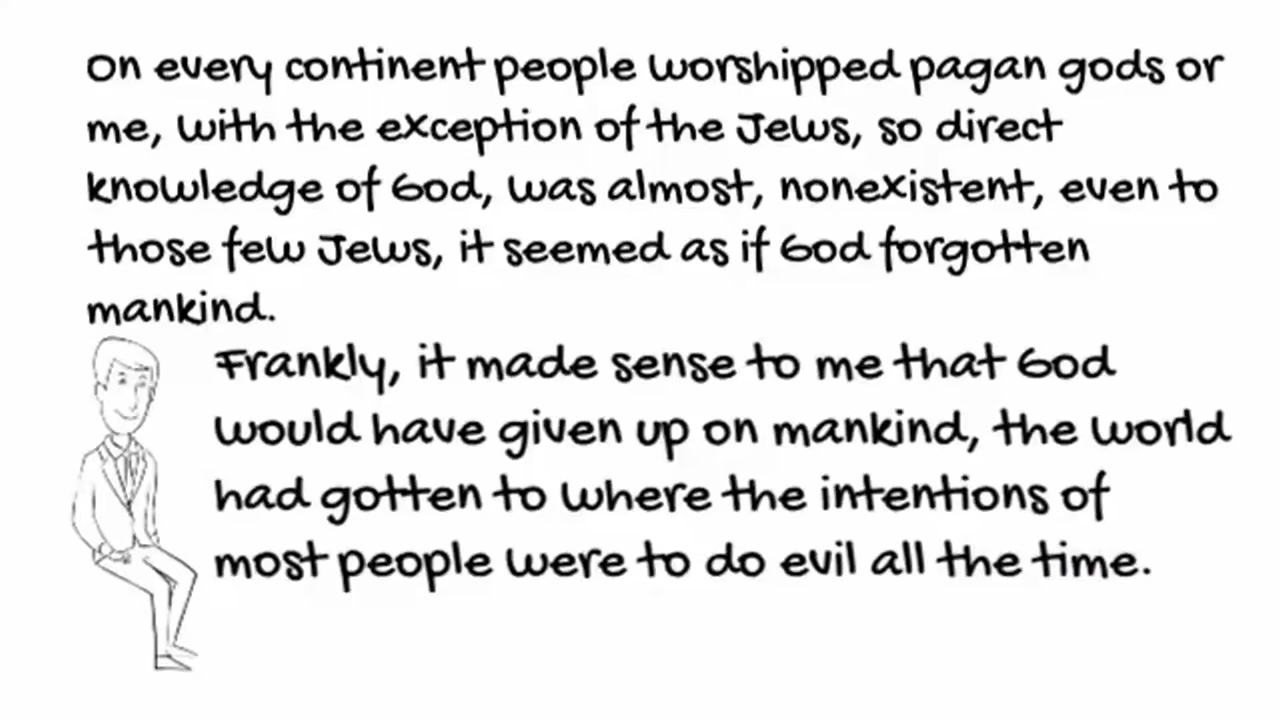 on every continent people worshipped pagan gods or
me, with the exception of the Jews, so direct
knowledge of God, was almost, nonexistent, even to
those few Jews, it seemed as if God forgotten
mankind.
Frankly, it made sense to me that God
would have given up on mankind, the world
had gotten to where the intentions of
most people were to do evil all the time.